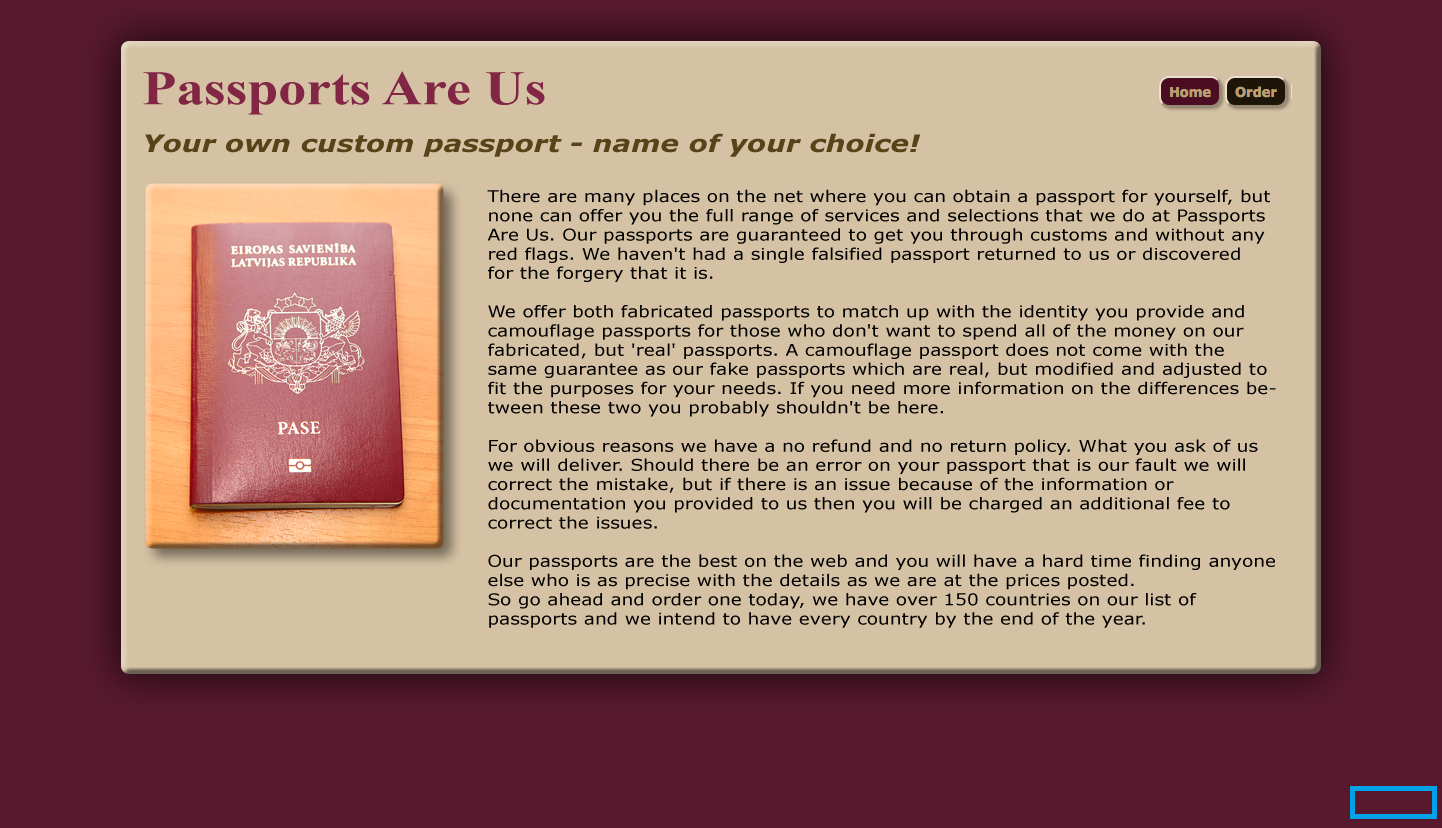 Passports Are Us
Home
Order
Your own custom passport - name of your choice!
EIROPAS SAVIENĪBA
LATVIJAS REPUBLIKA
PASE
There are many places on the net where you can obtain a passport for yourself, but
none can offer you the full range of services and selections that we do at Passports
Are Us. Our passports are guaranteed to get you through customs and without any
red flags. We haven't had a single falsified passport returned to us or discovered
for the forgery that it is.
We offer both fabricated passports to match up with the identity you provide and
camouflage passports for those who don't want to spend all of the money on our
fabricated, but 'real' passports. A camouflage passport does not come with the
same guarantee as our fake passports which are real, but modified and adjusted to
fit the purposes for your needs. If you need more information on the differences be-
tween these two you probably shouldn't be here.
For obvious reasons we have a no refund and no return policy. What you ask of us
we will deliver. Should there be an error on your passport that is our fault we will
correct the mistake, but if there is an issue because of the information or
documentation you provided to us then you will be charged an additional fee to
correct the issues.
Our passports are the best on the web and you will have a hard time finding anyone
else who is as precise with the details as we are at the prices posted.
So go ahead and order one today, we have over 150 countries on our list of
passports and we intend to have every country by the end of the year.